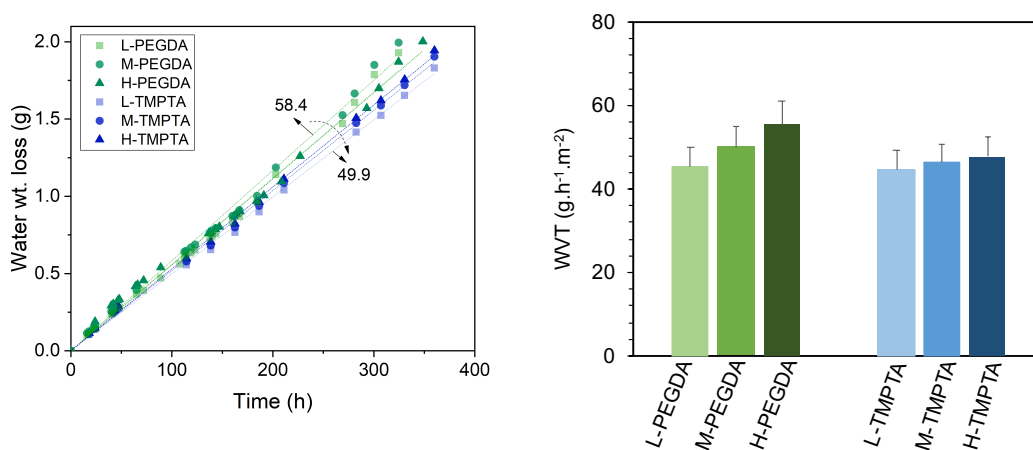 2.0
1.5
1.0
0.5
0.0
Water wt. loss (g)
L-PEGDA
M-PEGDA
H-PEGDA
L-TMPTA
M-TMPTA
H-TMPTA
58.4
49.9
0 100 200 300 400
Time (h)
80
60
40
20
0
WVT (g.h⁻¹.m⁻²)
L-PEGDA
M-PEGDA
H-PEGDA
L-TMPTA
M-TMPTA
H-TMPTA